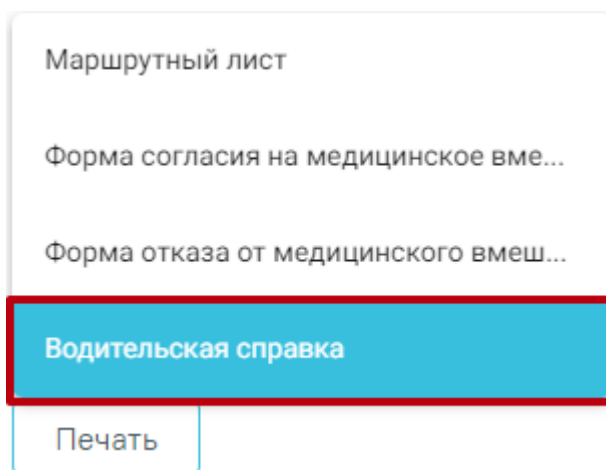 Маршрутный лист
Форма согласия на медицинское вме...
Форма отказа от медицинского вмеш...
Водительская справка
Печать